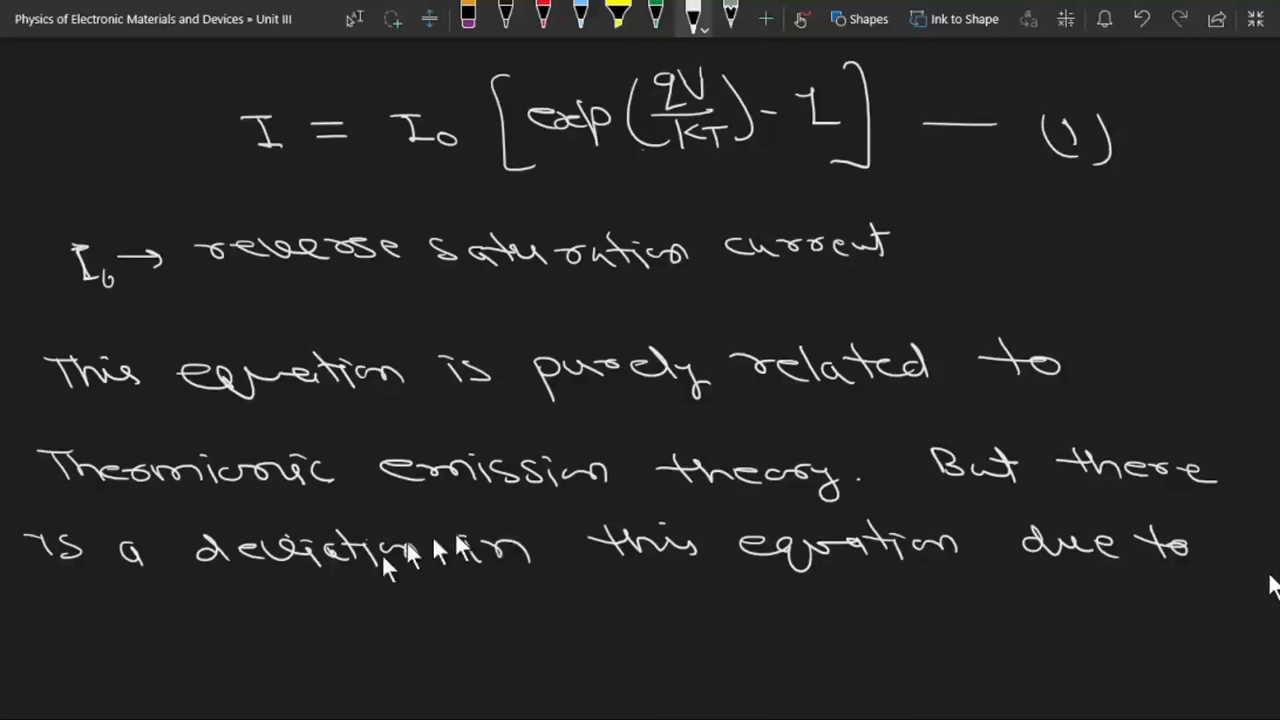 Physics of Electronic Materials and Devices » Unit III
Shapes
Ink to Shape
I = I₀ [exp(qV/KT) - 1] — (1)
I₀ → reverse saturation current
This equation is purely related to
Thermionic emission theory. But there
is a deviation in this equation due to